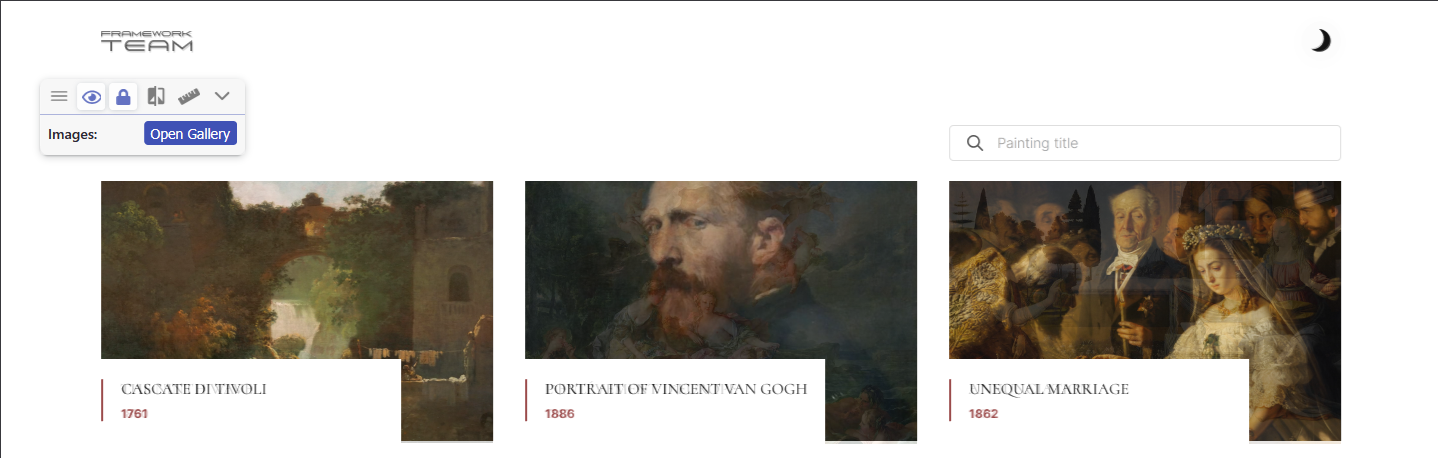 FRAMEWORK
TEAM
Images:
Open Gallery
Painting title
CASCATE DI TIVOLI
1761
PORTRAIT OF VINCENT VAN GOGH
1886
UNEQUAL MARRIAGE
1862